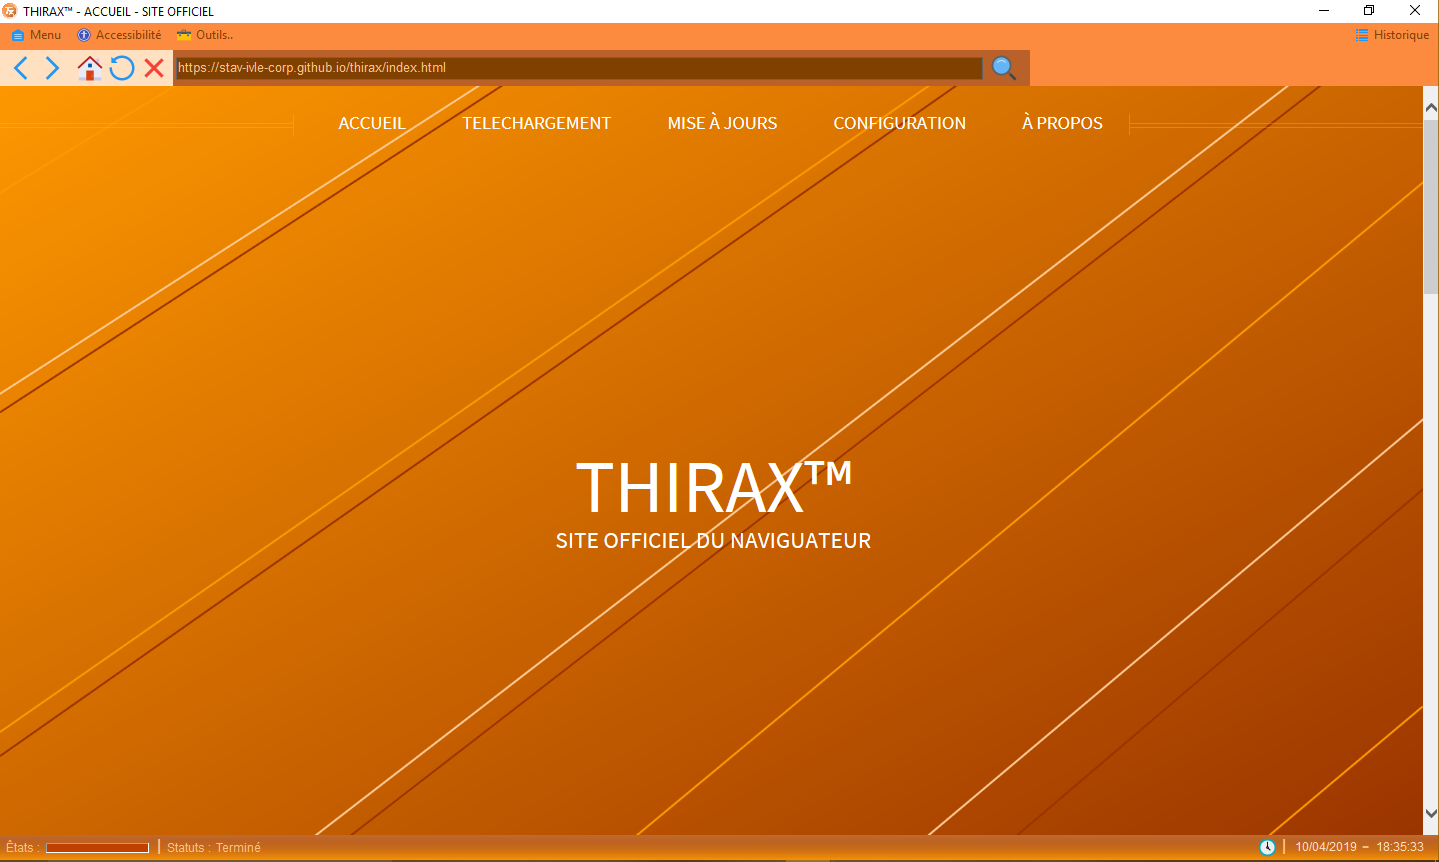 THIRAX™ - ACCUEIL - SITE OFFICIEL
Menu Accessibilité Outils.. Historique
https://stav-ivle-corp.github.io/thirax/index.html
ACCUEIL TELECHARGEMENT MISE À JOURS CONFIGURATION À PROPOS
THIRAX™
SITE OFFICIEL DU NAVIGUATEUR
Êtats : Statuts : Terminé 10/04/2019 - 18:35:33